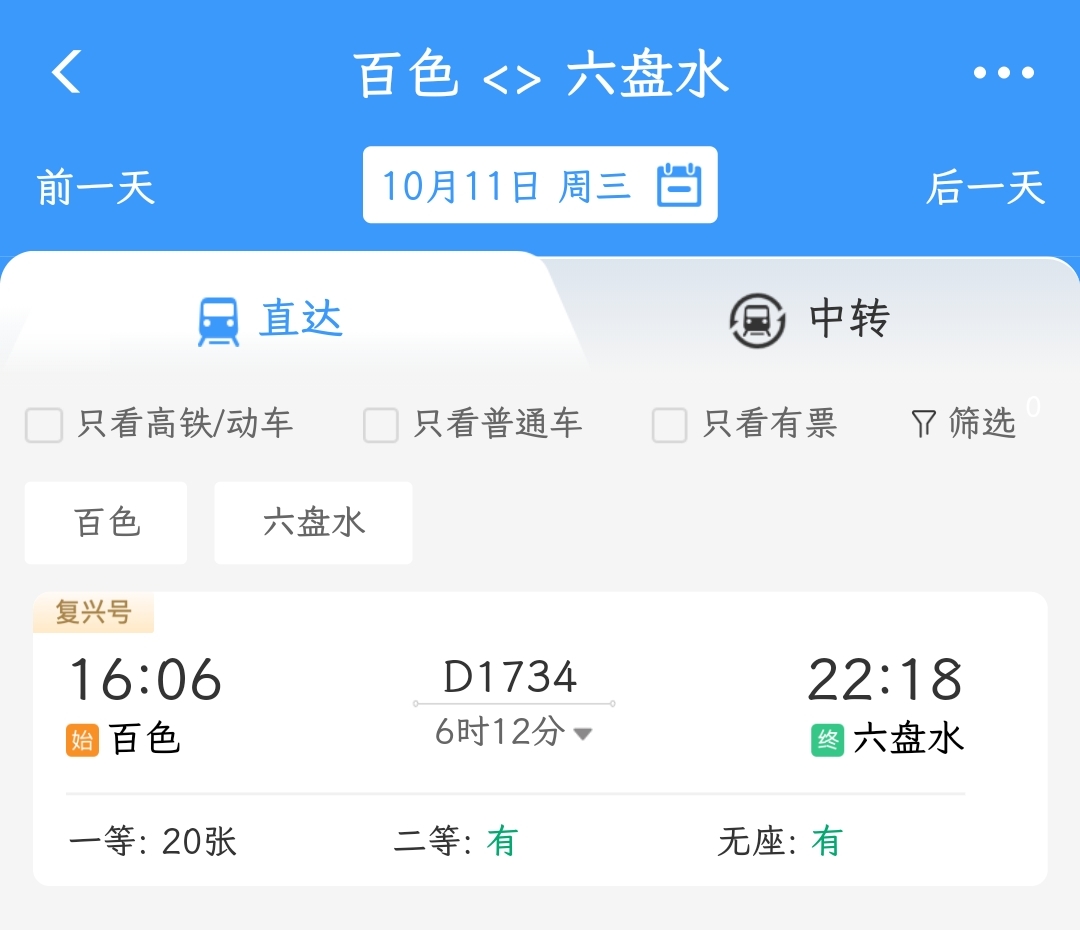 百色 <> 六盘水
前一天 10月11日 周三 后一天
直达 中转
只看高铁/动车 只看普通车 只看有票 筛选 0
百色 六盘水
复兴号
16:06 D1734 22:18
始 百色 6时12分 终 六盘水
一等: 20张 二等: 有 无座: 有